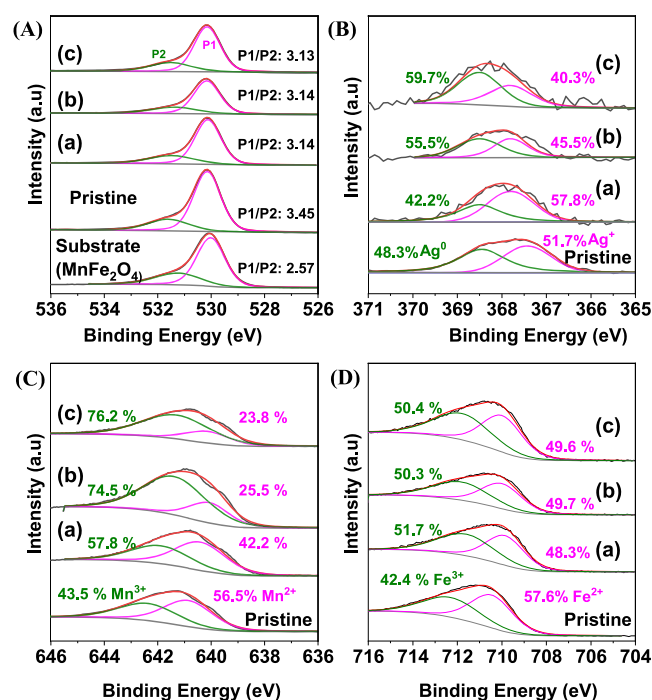 (A)
(c)
P2
P1
P1/P2: 3.13
(b)
P1/P2: 3.14
(a)
P1/P2: 3.14
Pristine
P1/P2: 3.45
Substrate
(MnFe₂O₄)
P1/P2: 2.57
Intensity (a.u)
536 534 532 530 528 526
Binding Energy (eV)
(B)
(c)
59.7%
40.3%
(b)
55.5%
45.5%
(a)
42.2%
57.8%
48.3%Ag⁰
51.7%Ag⁺
Pristine
Intensity (a.u)
371 370 369 368 367 366 365
Binding Energy (eV)
(C)
(c)
76.2 %
23.8 %
(b)
74.5 %
25.5 %
(a)
57.8 %
42.2 %
43.5 % Mn³⁺
56.5% Mn²⁺
Pristine
Intensity (a.u)
646 644 642 640 638 636
Binding Energy (eV)
(D)
50.4 %
(c)
49.6 %
50.3 %
(b)
49.7 %
51.7 %
48.3%
(a)
42.4 % Fe³⁺
57.6% Fe²⁺
Pristine
Intensity (a.u)
716 714 712 710 708 706 704
Binding Energy (eV)